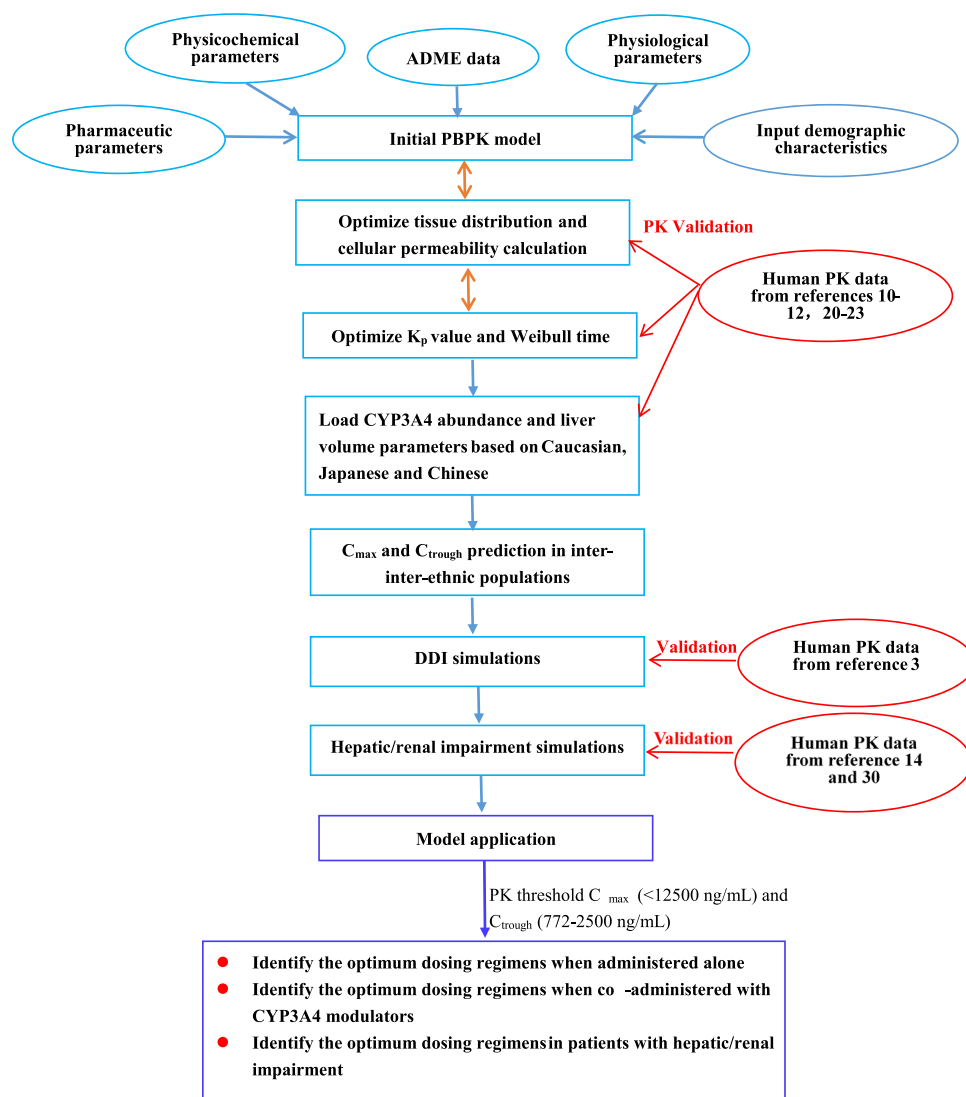 Physicochemical
parameters
ADME data
Physiological
parameters
Pharmaceutic
parameters
Initial PBPK model
Input demographic
characteristics
Optimize tissue distribution and
cellular permeability calculation
PK Validation
Human PK data
from references 10-
12，20-23
Optimize Kp value and Weibull time
Load CYP3A4 abundance and liver
volume parameters based on Caucasian,
Japanese and Chinese
Cmax and Ctrough prediction in inter-
inter-ethnic populations
DDI simulations
Validation
Human PK data
from reference 3
Hepatic/renal impairment simulations
Validation
Human PK data
from reference 14
and 30
Model application
PK threshold C max (<12500 ng/mL) and
Ctrough (772-2500 ng/mL)
● Identify the optimum dosing regimens when administered alone
● Identify the optimum dosing regimens when co -administered with
CYP3A4 modulators
● Identify the optimum dosing regimens in patients with hepatic/renal
impairment